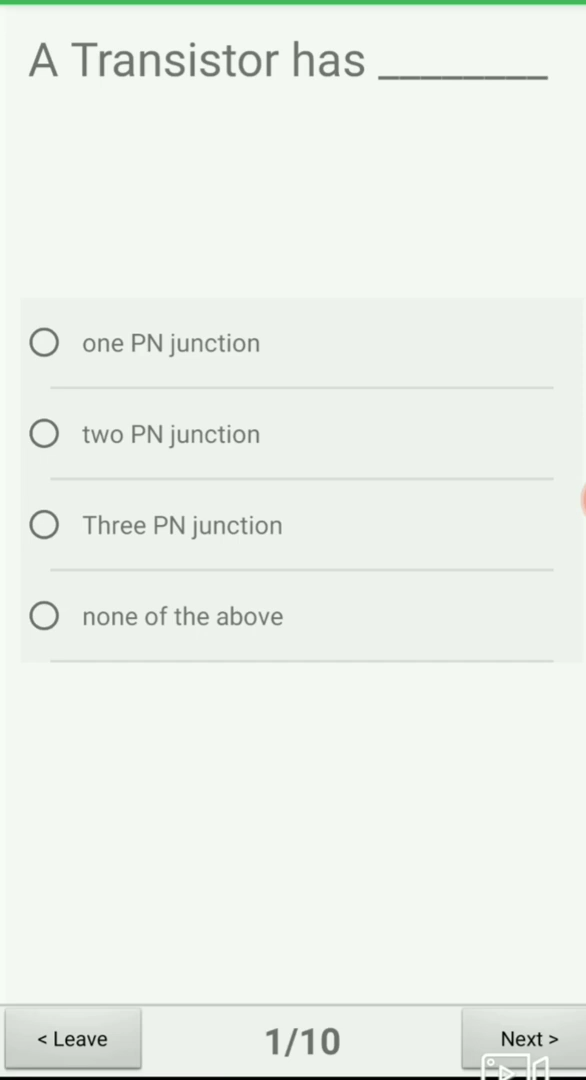 A Transistor has ________
one PN junction
two PN junction
Three PN junction
none of the above
< Leave
1/10
Next >